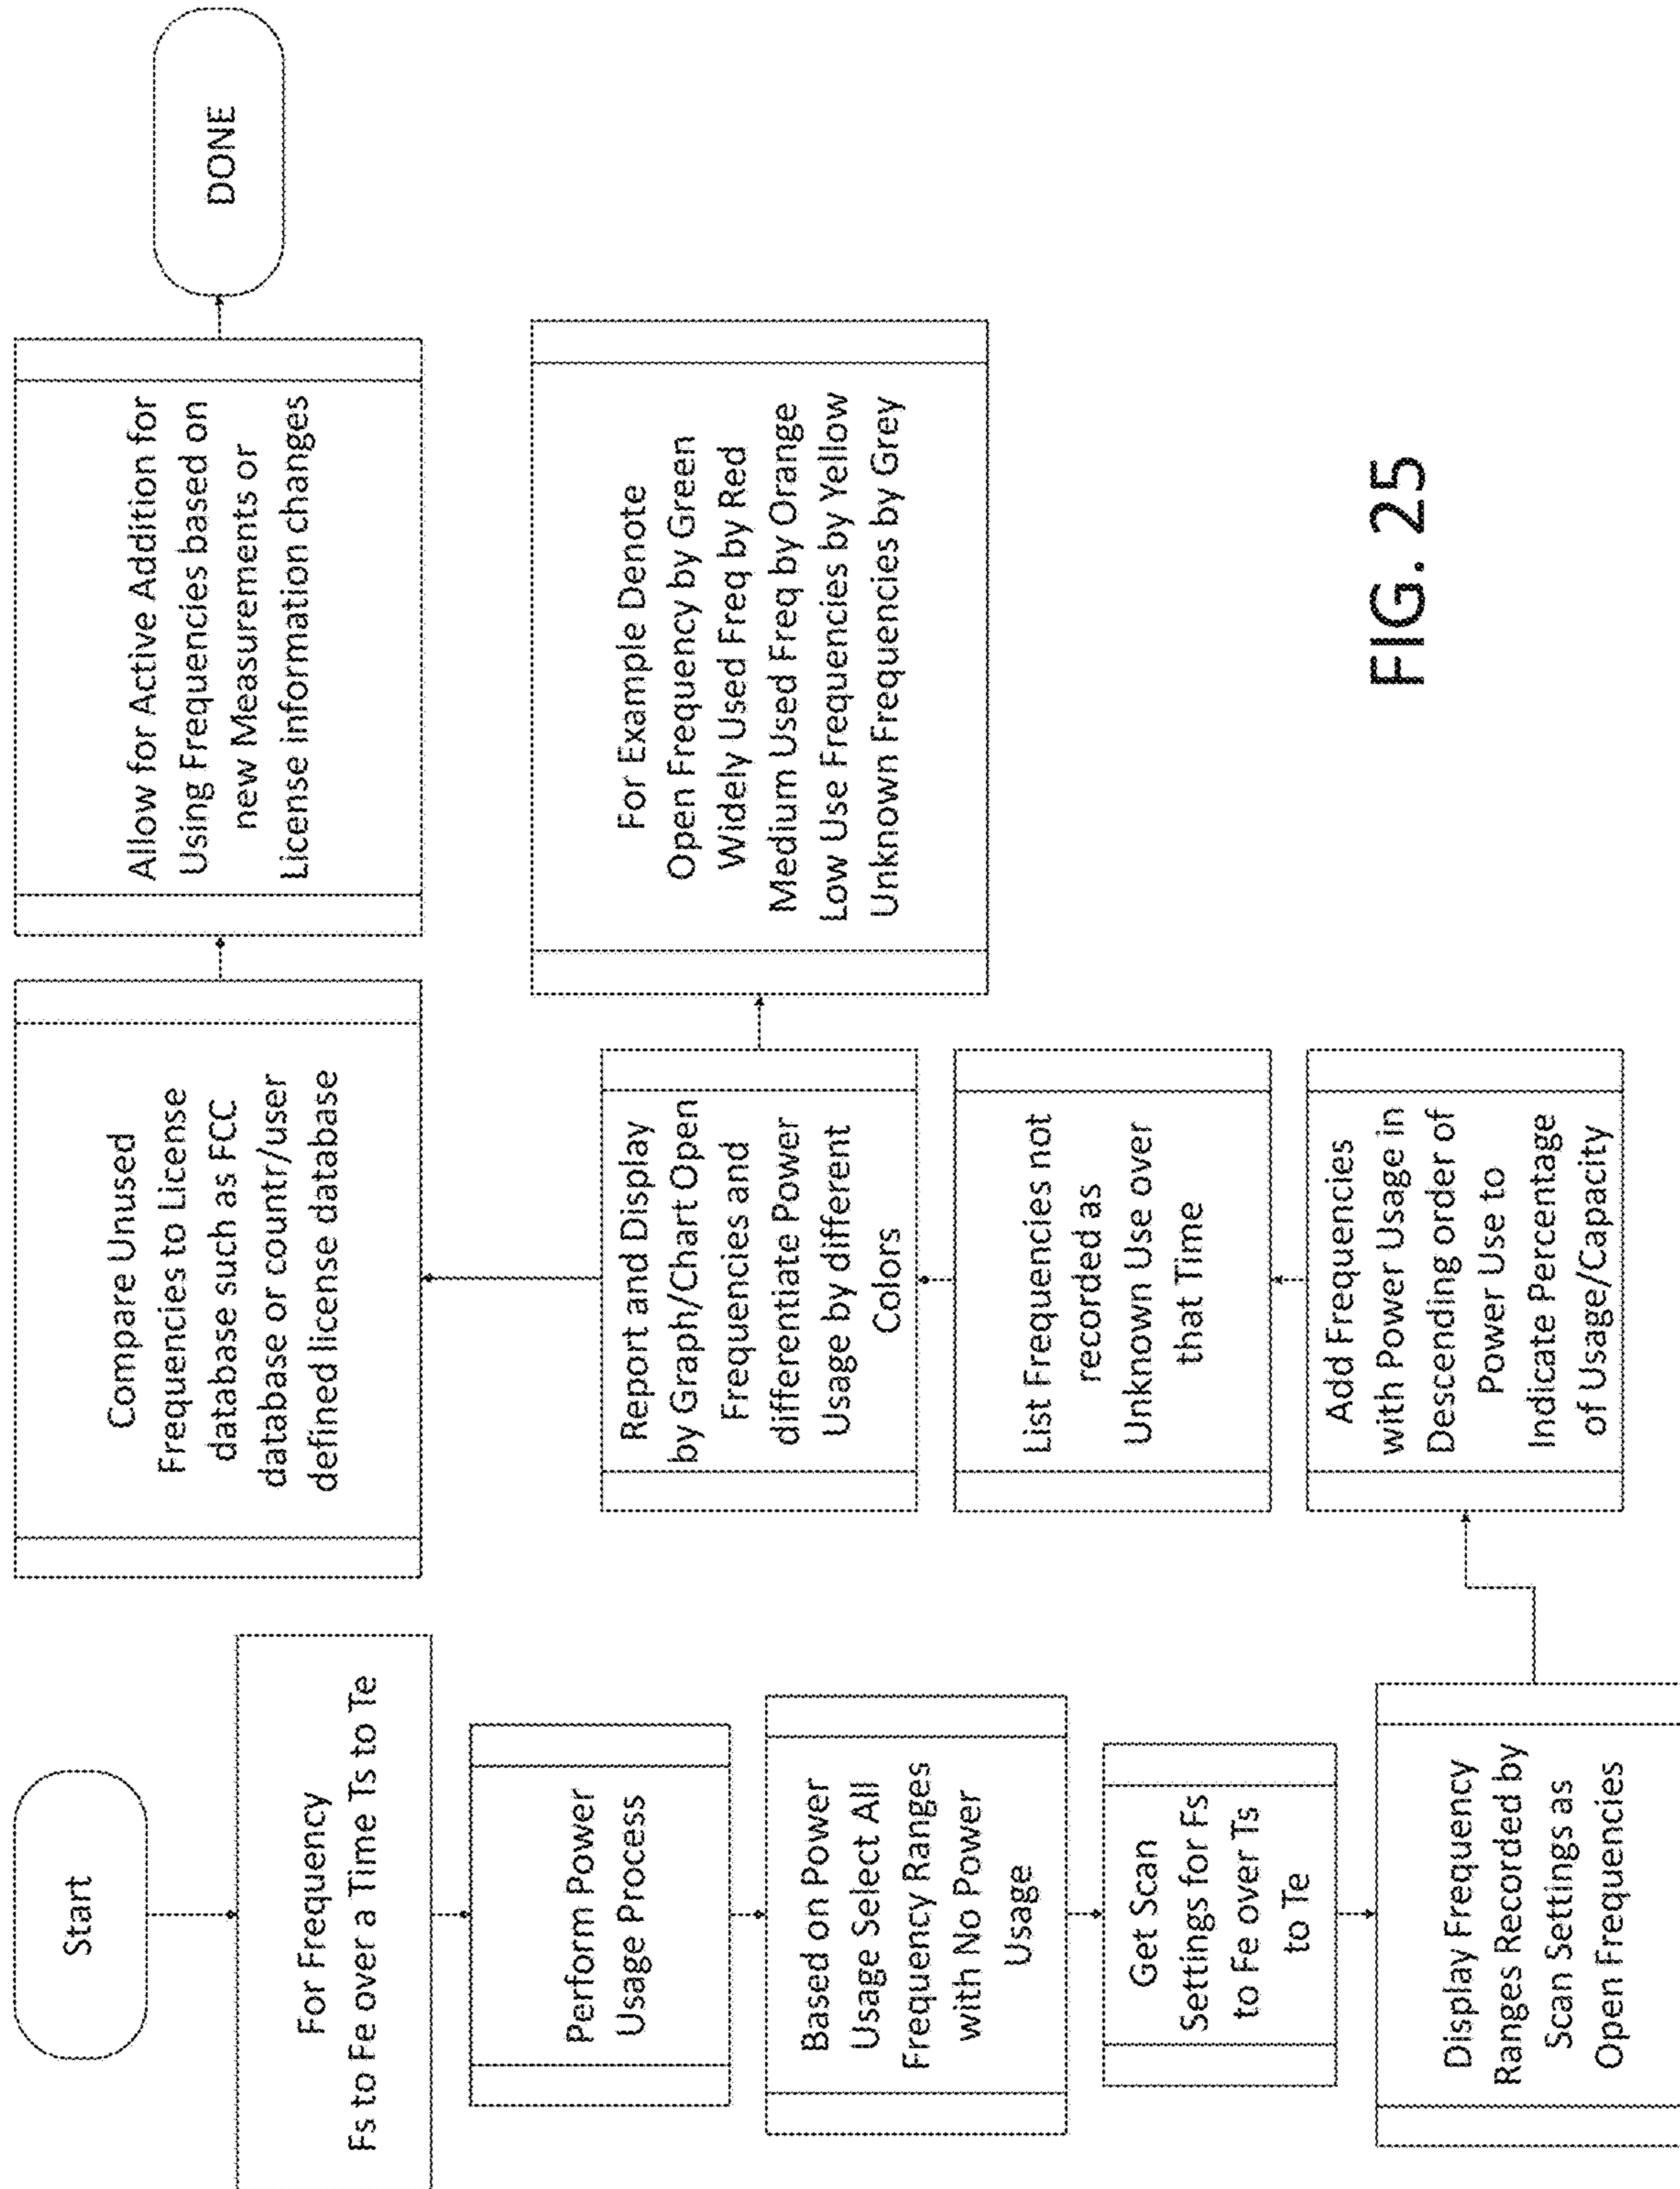 Start
For Frequency
Fs to Fe over a Time Ts to Te
Perform Power
Usage Process
Based on Power
Usage Select All
Frequency Ranges
with No Power
Usage
Get Scan
Settings for Fs
to Fe over Ts
to Te
Display Frequency
Ranges Recorded by
Scan Settings as
Open Frequencies
Add Frequencies
with Power Usage in
Descending order of
Power Use to
Indicate Percentage
of Usage/Capacity
List Frequencies not
recorded as
Unknown Use over
that Time
Report and Display
by Graph/Chart Open
Frequencies and
differentiate Power
Usage by different
Colors
For Example Denote
Open Frequency by Green
Widely Used Freq by Red
Medium Used Freq by Orange
Low Use Frequencies by Yellow
Unknown Frequencies by Grey
Compare Unused
Frequencies to License
database such as FCC
database or countr/user
defined license database
Allow for Active Addition for
Using Frequencies based on
new Measurements or
License information changes
DONE
FIG. 25